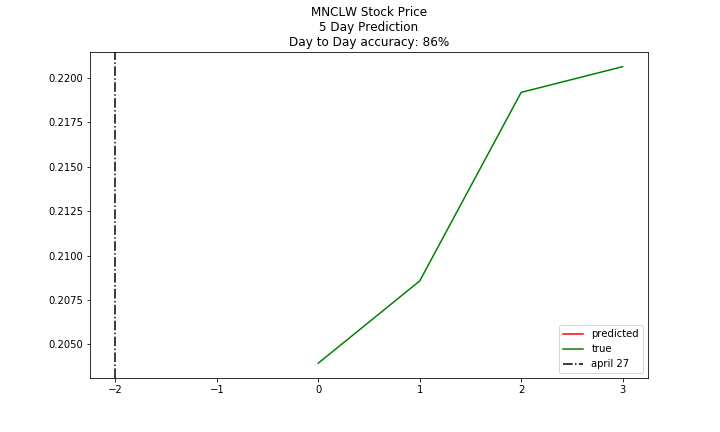 MNCLW Stock Price
5 Day Prediction
Day to Day accuracy: 86%
0.2200
0.2175
0.2150
0.2125
0.2100
0.2075
0.2050
−2
−1
0
1
2
3
predicted
true
april 27